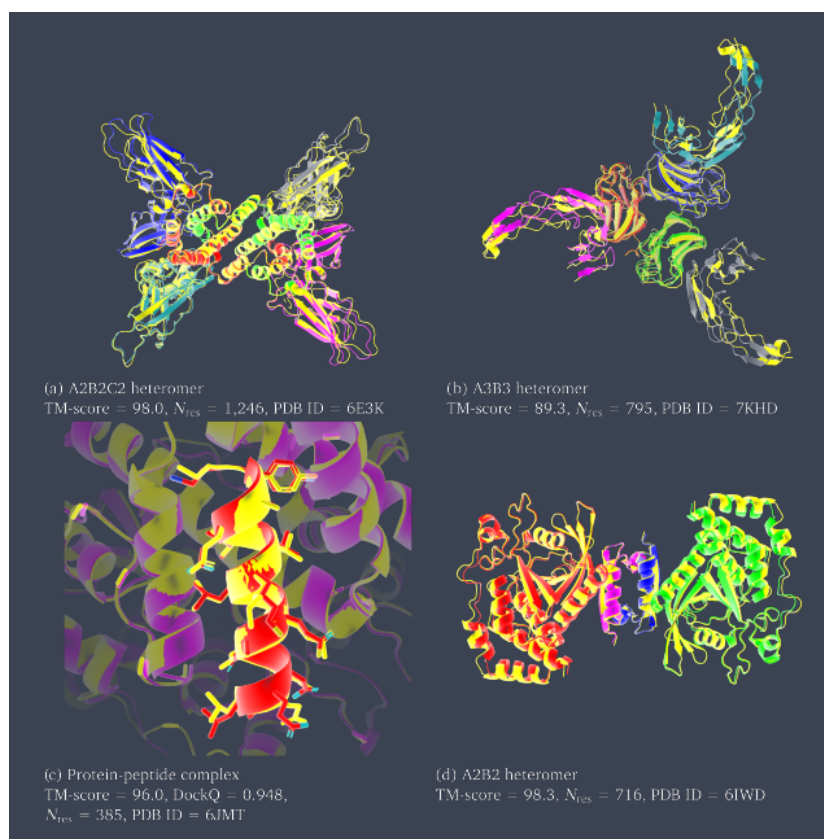 (a) A2B2C2 heteromer
TM-score = 98.0, Nres = 1,246, PDB ID = 6E3K
(b) A3B3 heteromer
TM-score = 89.3, Nres = 795, PDB ID = 7KHD
(c) Protein-peptide complex
TM-score = 96.0, DockQ = 0.948,
Nres = 385, PDB ID = 6JMT
(d) A2B2 heteromer
TM-score = 98.3, Nres = 716, PDB ID = 6IWD